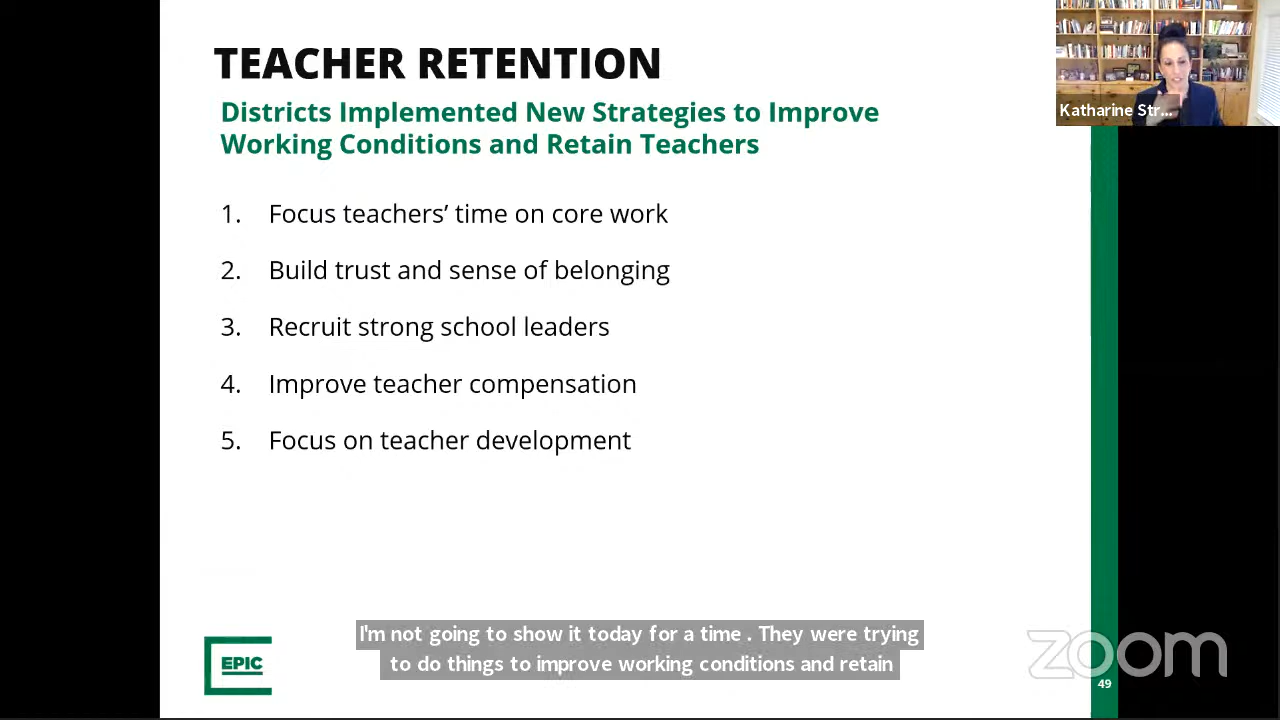 TEACHER RETENTION
Districts Implemented New Strategies to Improve
Working Conditions and Retain Teachers
Katharine Str...
1. Focus teachers’ time on core work
2. Build trust and sense of belonging
3. Recruit strong school leaders
4. Improve teacher compensation
5. Focus on teacher development
I'm not going to show it today for a time . They were trying
to do things to improve working conditions and retain
EPIC
zoom
49